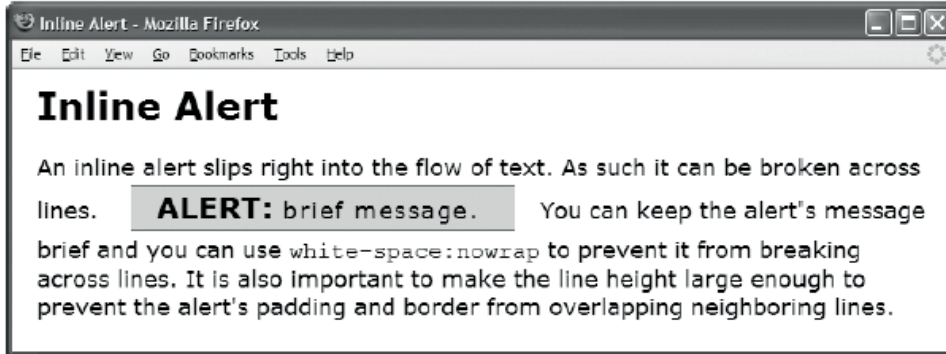 Inline Alert - Mozilla Firefox
File Edit View Go Bookmarks Tools Help
Inline Alert
An inline alert slips right into the flow of text. As such it can be broken across
lines. ALERT: brief message. You can keep the alert's message
brief and you can use white-space:nowrap to prevent it from breaking
across lines. It is also important to make the line height large enough to
prevent the alert's padding and border from overlapping neighboring lines.